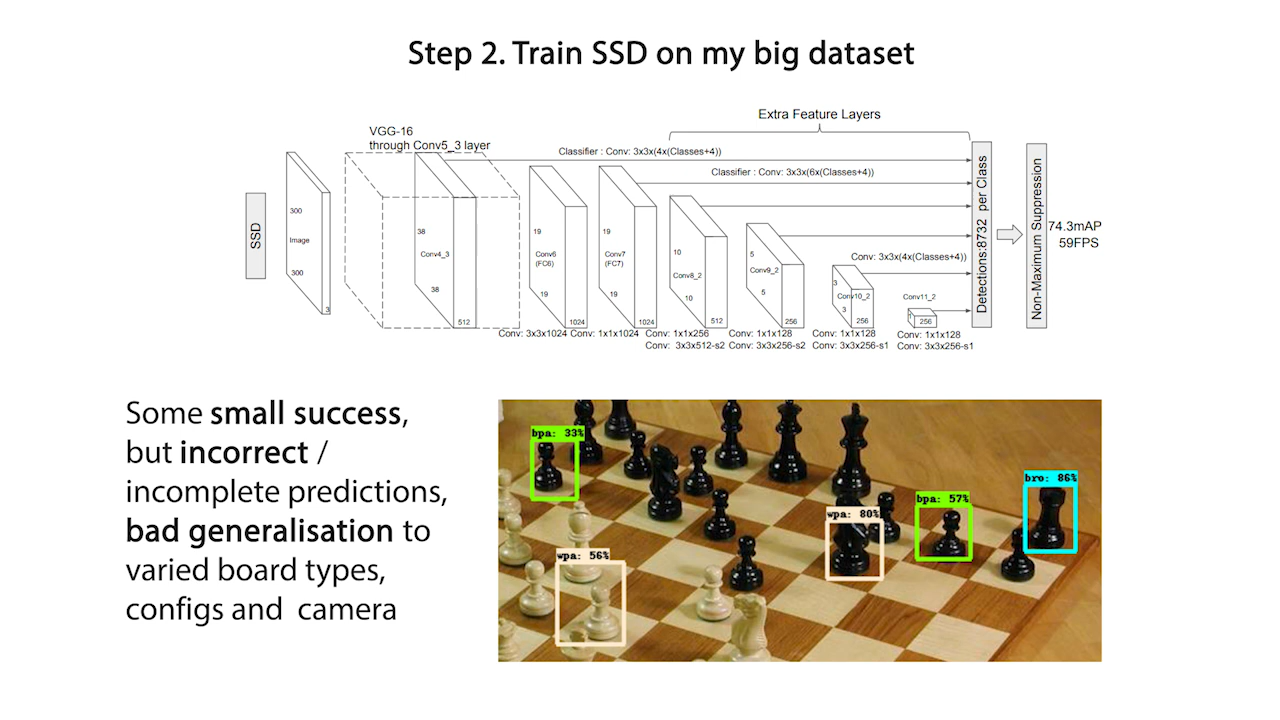 Step 2. Train SSD on my big dataset
Extra Feature Layers
VGG-16
through Conv5_3 layer
Classifier : Conv: 3x3x(4x(Classes+4))
Classifier : Conv: 3x3x(6x(Classes+4))
SSD
300
Image
300
3
38
Conv4_3
38
512
19
Conv6
(FC6)
19
1024
19
Conv7
(FC7)
19
1024
10
Conv8_2
10
512
5
Conv9_2
5
256
Conv: 3x3x(4x(Classes+4))
3
Conv10_2
3
256
Conv11_2
1
256
Detections:8732 per Class
Non-Maximum Suppression
74.3mAP
59FPS
Conv: 3x3x1024
Conv: 1x1x1024
Conv: 1x1x256
Conv: 3x3x512-s2
Conv: 1x1x128
Conv: 3x3x256-s2
Conv: 1x1x128
Conv: 3x3x256-s1
Conv: 1x1x128
Conv: 3x3x256-s1
Some small success,
but incorrect /
incomplete predictions,
bad generalisation to
varied board types,
configs and camera
bpa: 33%
wpa: 56%
wpa: 80%
bpa: 57%
bro: 86%